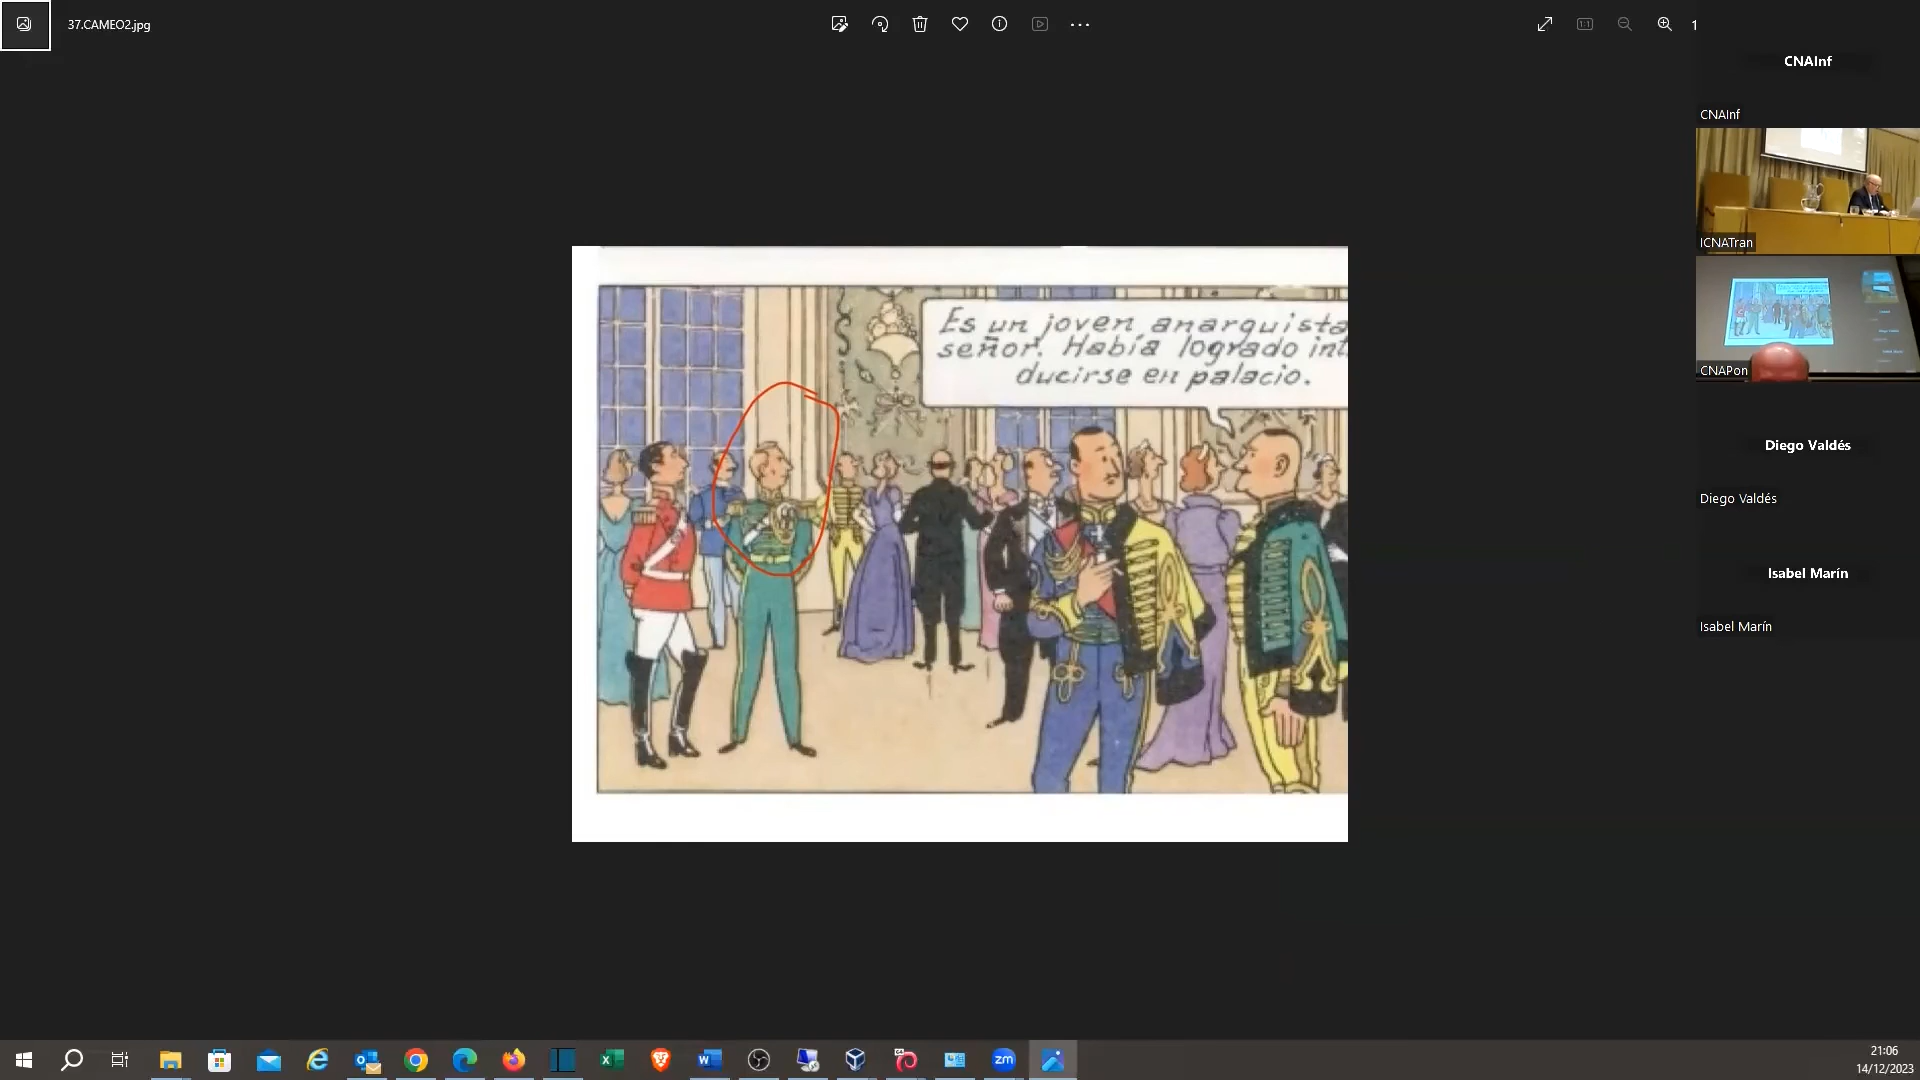 37.CAMEO2.jpg
1
CNAInf
CNAInf
ICNATran
CNAPon
Diego Valdés
Diego Valdés
Isabel Marín
Isabel Marín
Es un joven anarquista
señor. Había logrado int
ducirse en palacio.
zm
21:06
14/12/2023